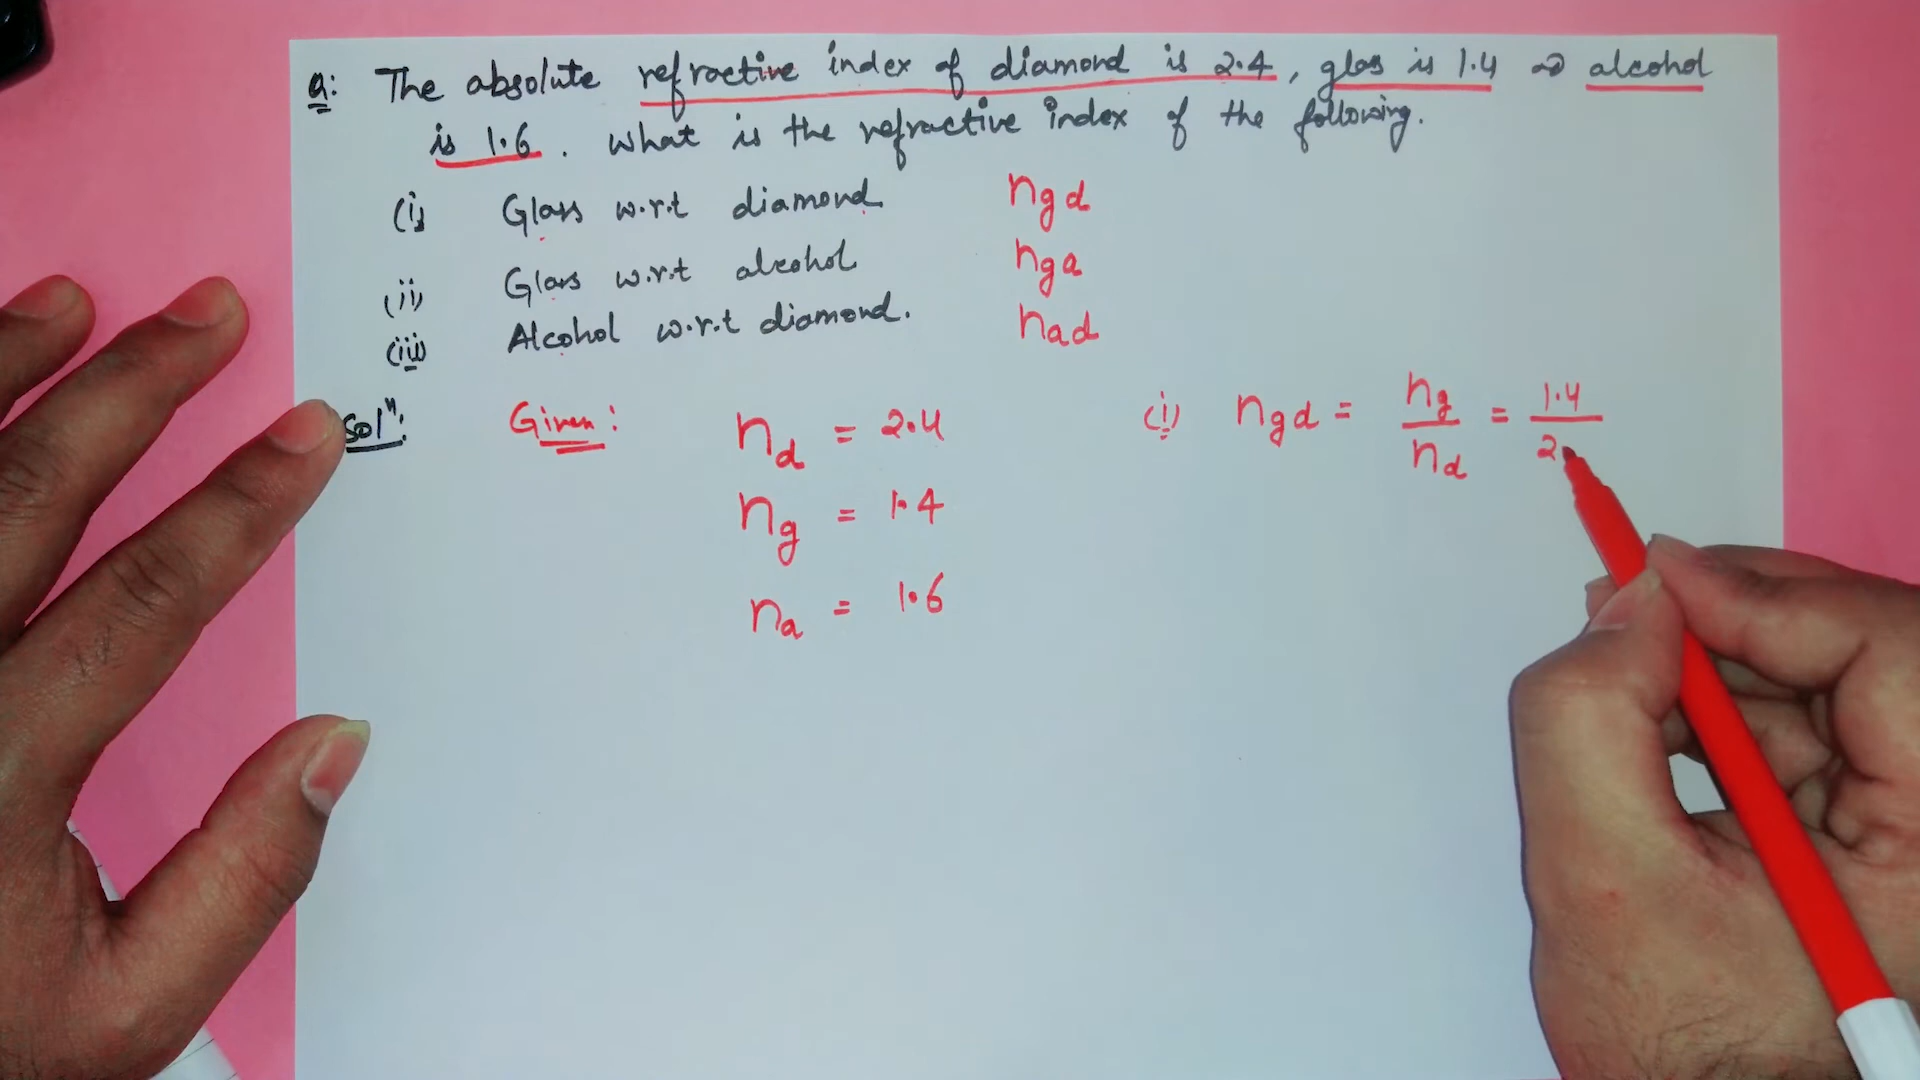 Q: The absolute refractive index of diamond is 2.4, glas is 1.4 and alcohol
is 1.6. What is the refractive index of the following.
(i) Glass w.r.t diamond ngd
(ii) Glass w.r.t alcohol nga
(iii) Alcohol w.r.t diamond. nad
Solⁿ: Given: nd = 2.4
ng = 1.4
na = 1.6
(i) ngd = ng/nd = 1.4/2.